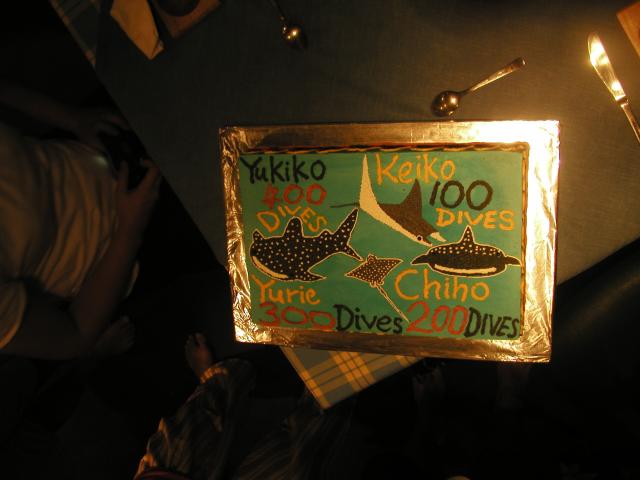 Yukiko
400
DIVES
Keiko
100
DIVES
Yurie
300 Dives
Chiho
200 DIVES